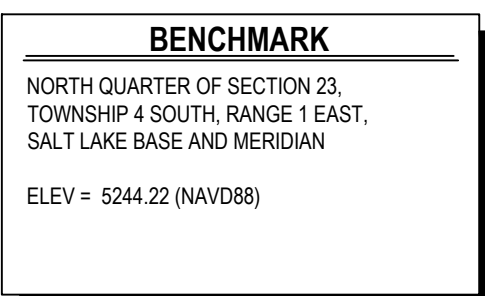 BENCHMARK
NORTH QUARTER OF SECTION 23,
TOWNSHIP 4 SOUTH, RANGE 1 EAST,
SALT LAKE BASE AND MERIDIAN
ELEV = 5244.22 (NAVD88)